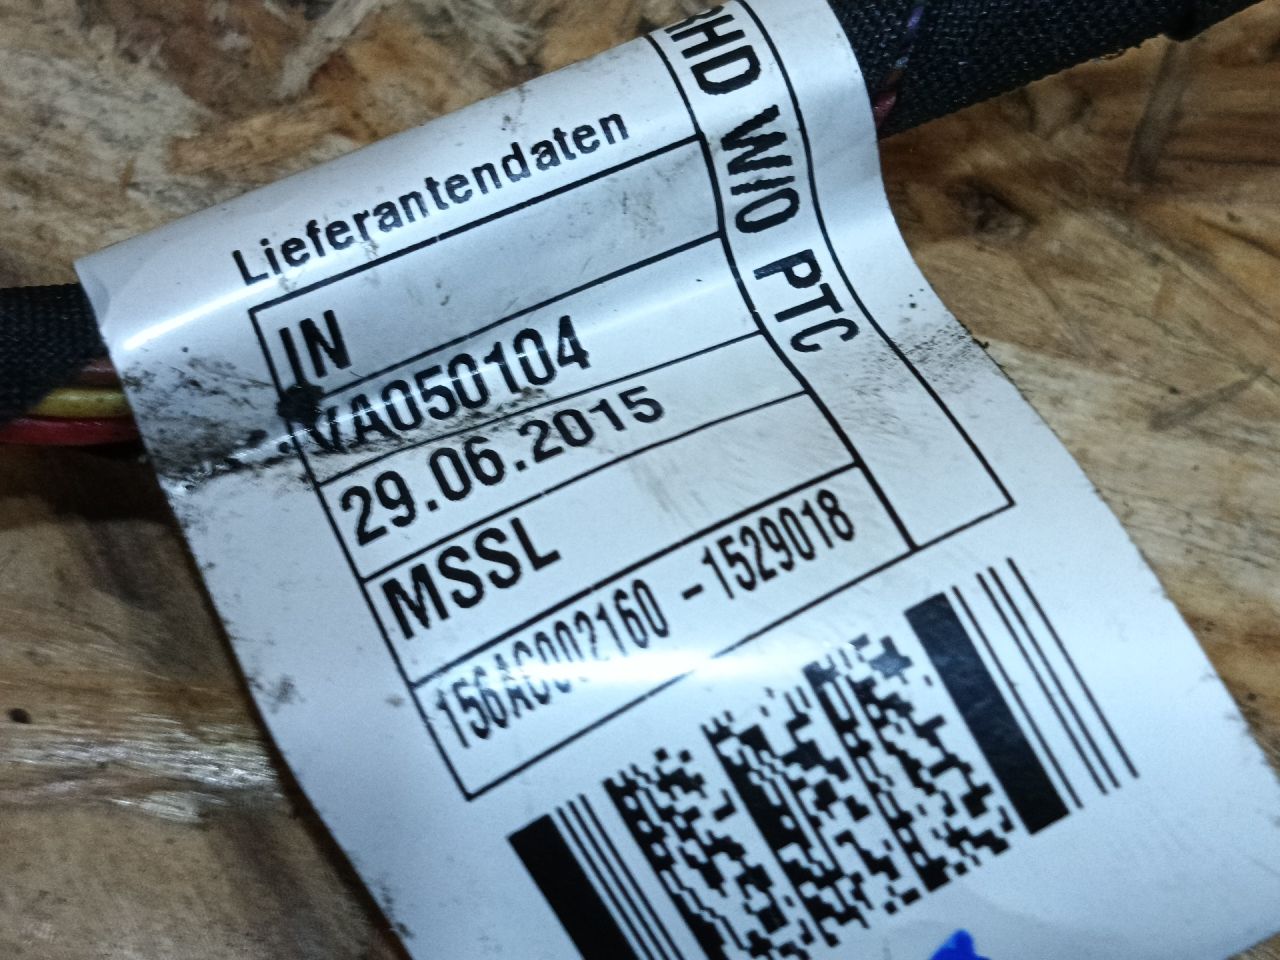 Lieferantendaten
IN
VA050104
29.06.2015
MSSL
156AC002160 -1529018
RHD W/O PTC